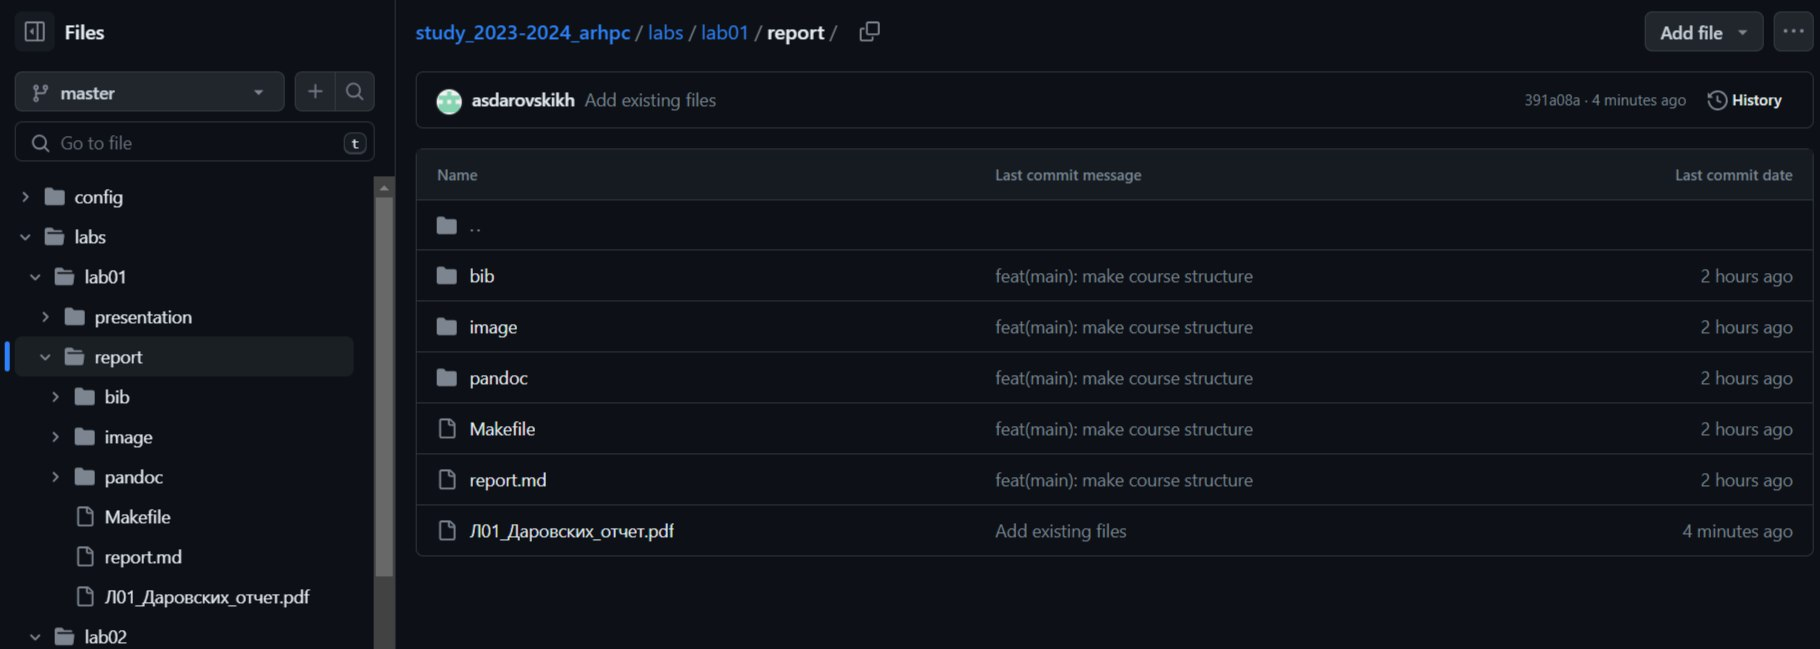 Files
master
Go to file
t
config
labs
lab01
presentation
report
bib
image
pandoc
Makefile
report.md
Л01_Даровских_отчет.pdf
lab02
study_2023-2024_arhpc / labs / lab01 / report /
Add file
asdarovskikh Add existing files
391a08a · 4 minutes ago
History
Name Last commit message Last commit date
..
bib feat(main): make course structure 2 hours ago
image feat(main): make course structure 2 hours ago
pandoc feat(main): make course structure 2 hours ago
Makefile feat(main): make course structure 2 hours ago
report.md feat(main): make course structure 2 hours ago
Л01_Даровских_отчет.pdf Add existing files 4 minutes ago